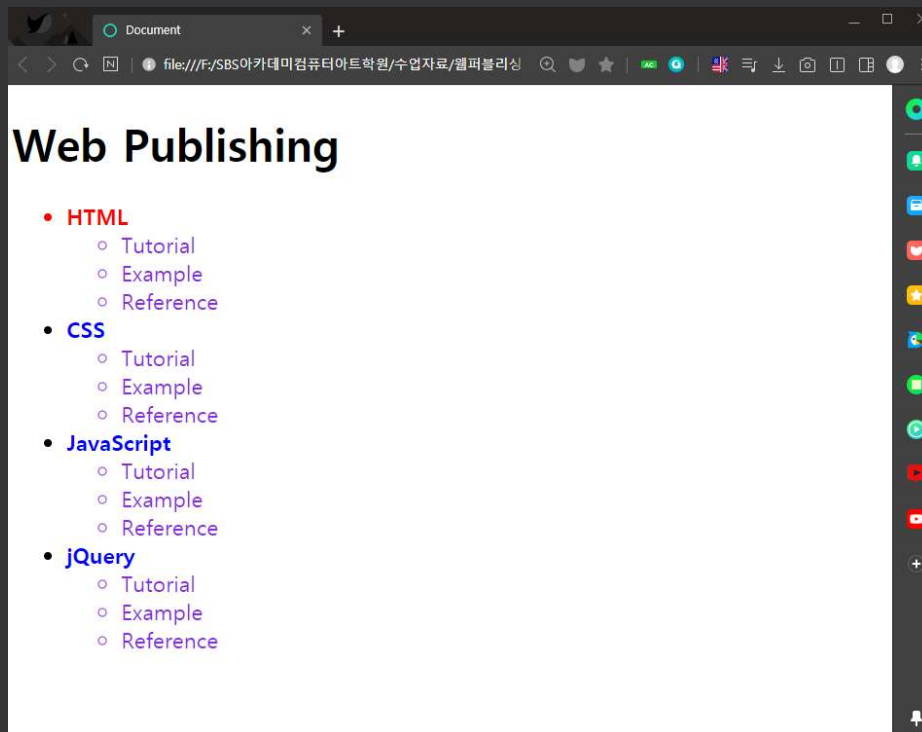 Document
file:///F:/SBS아카데미컴퓨터아트학원/수업자료/웹퍼블리싱
AC
Web Publishing
HTML
Tutorial
Example
Reference
CSS
Tutorial
Example
Reference
JavaScript
Tutorial
Example
Reference
jQuery
Tutorial
Example
Reference